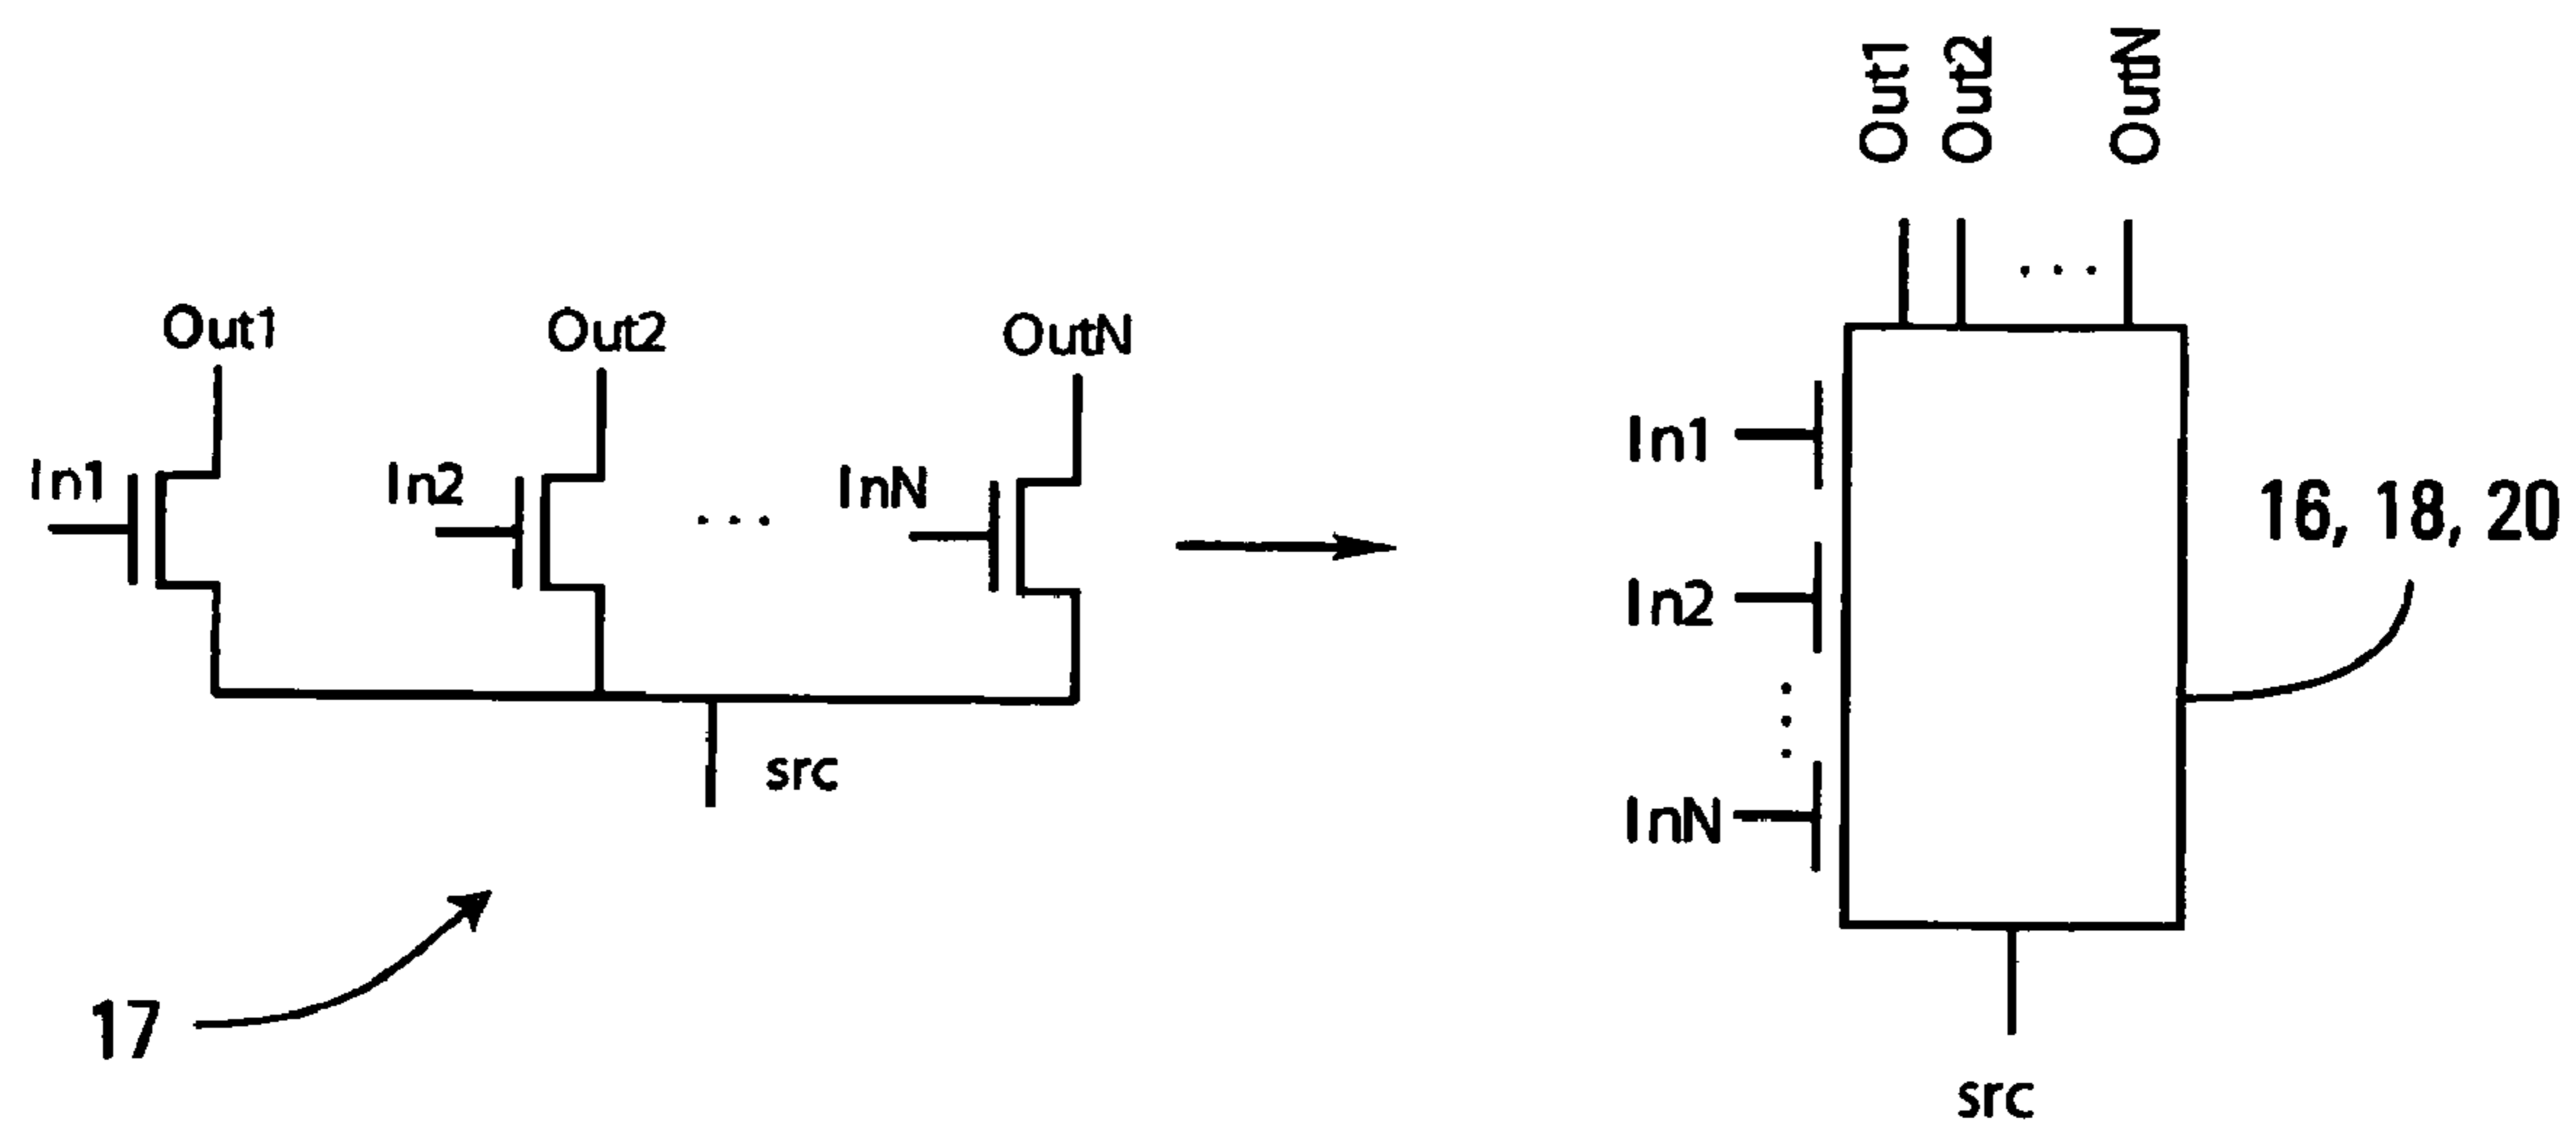 Out1 Out2 OutN
In1 In2 . . . InN
src
17
Out1 Out2 OutN
. . .
In1
In2
. . .
InN
16, 18, 20
src